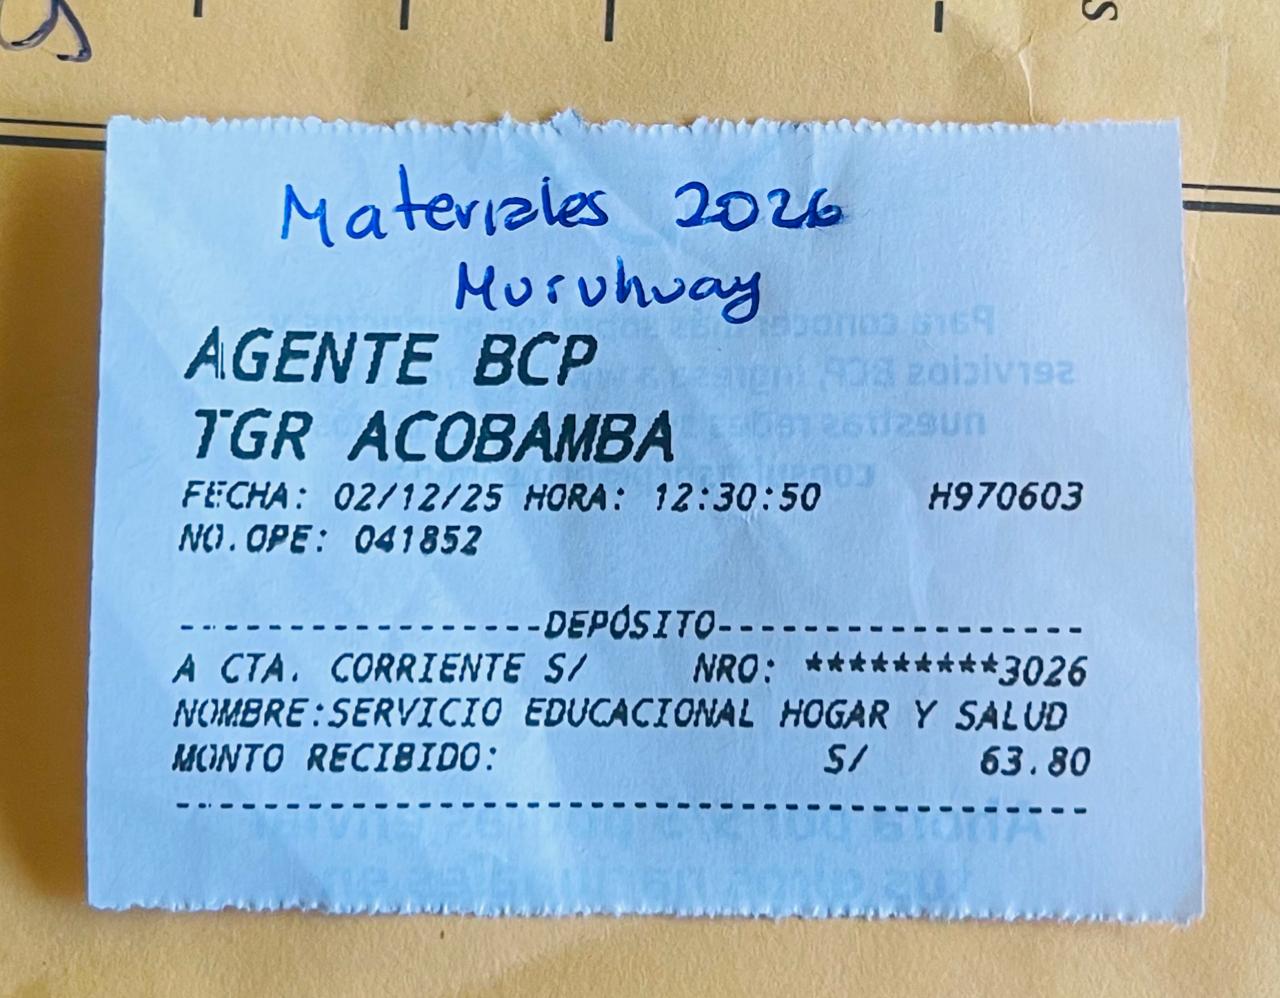 Materiales 2026
Muruhuay
AGENTE BCP
TGR ACOBAMBA
FECHA: 02/12/25 HORA: 12:30:50 H970603
NO.OPE: 041852
-----------------DEPÓSITO-----------------
A CTA. CORRIENTE S/ NRO: *********3026
NOMBRE:SERVICIO EDUCACIONAL HOGAR Y SALUD
MONTO RECIBIDO: S/ 63.80
------------------------------------------